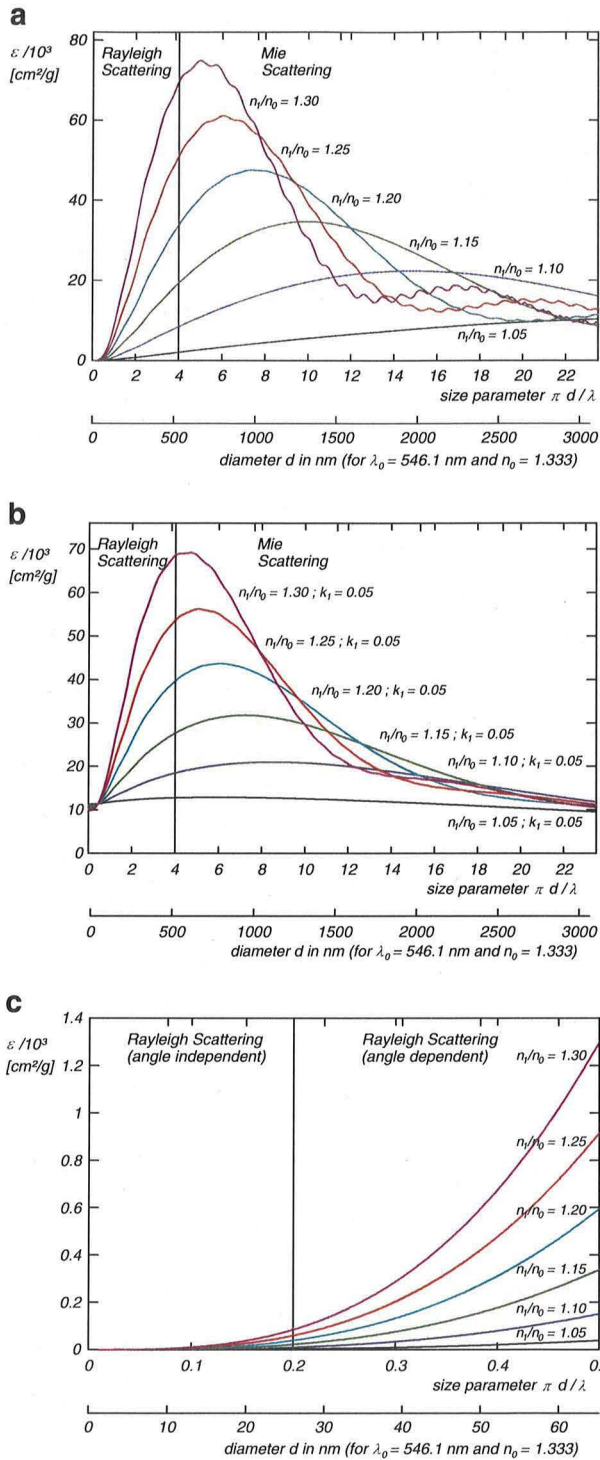 a
ε /10³
[cm²/g]
80
60
40
20
0
Rayleigh
Scattering
Mie
Scattering
n₁/n₀ = 1.30
n₁/n₀ = 1.25
n₁/n₀ = 1.20
n₁/n₀ = 1.15
n₁/n₀ = 1.10
n₁/n₀ = 1.05
0 2 4 6 8 10 12 14 16 18 20 22
size parameter π d / λ
0 500 1000 1500 2000 2500 3000
diameter d in nm (for λ₀ = 546.1 nm and n₀ = 1.333)
b
ε /10³
[cm²/g]
70
60
50
40
30
20
10
0
Rayleigh
Scattering
Mie
Scattering
n₁/n₀ = 1.30 ; k₁ = 0.05
n₁/n₀ = 1.25 ; k₁ = 0.05
n₁/n₀ = 1.20 ; k₁ = 0.05
n₁/n₀ = 1.15 ; k₁ = 0.05
n₁/n₀ = 1.10 ; k₁ = 0.05
n₁/n₀ = 1.05 ; k₁ = 0.05
0 2 4 6 8 10 12 14 16 18 20 22
size parameter π d / λ
0 500 1000 1500 2000 2500 3000
diameter d in nm (for λ₀ = 546.1 nm and n₀ = 1.333)
c
ε /10³
[cm²/g]
1.4
1.2
1
0.8
0.6
0.4
0.2
0
Rayleigh Scattering
(angle independent)
Rayleigh Scattering
(angle dependent)
n₁/n₀ = 1.30
n₁/n₀ = 1.25
n₁/n₀ = 1.20
n₁/n₀ = 1.15
n₁/n₀ = 1.10
n₁/n₀ = 1.05
0 0.1 0.2 0.3 0.4
size parameter π d / λ
0 10 20 30 40 50 60
diameter d in nm (for λ₀ = 546.1 nm and n₀ = 1.333)